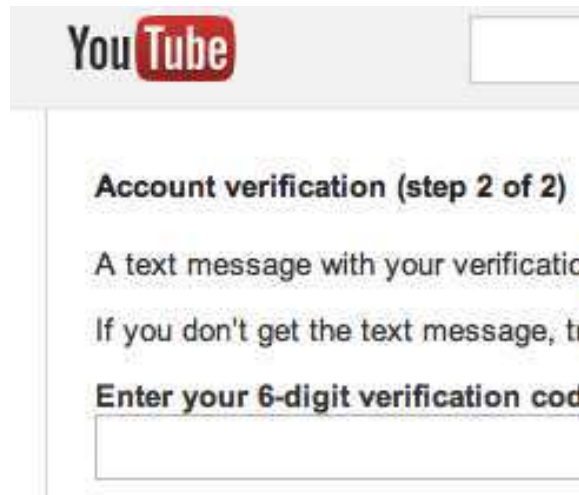 YouTube
Account verification (step 2 of 2)
A text message with your verificatio
If you don't get the text message, t
Enter your 6-digit verification cod